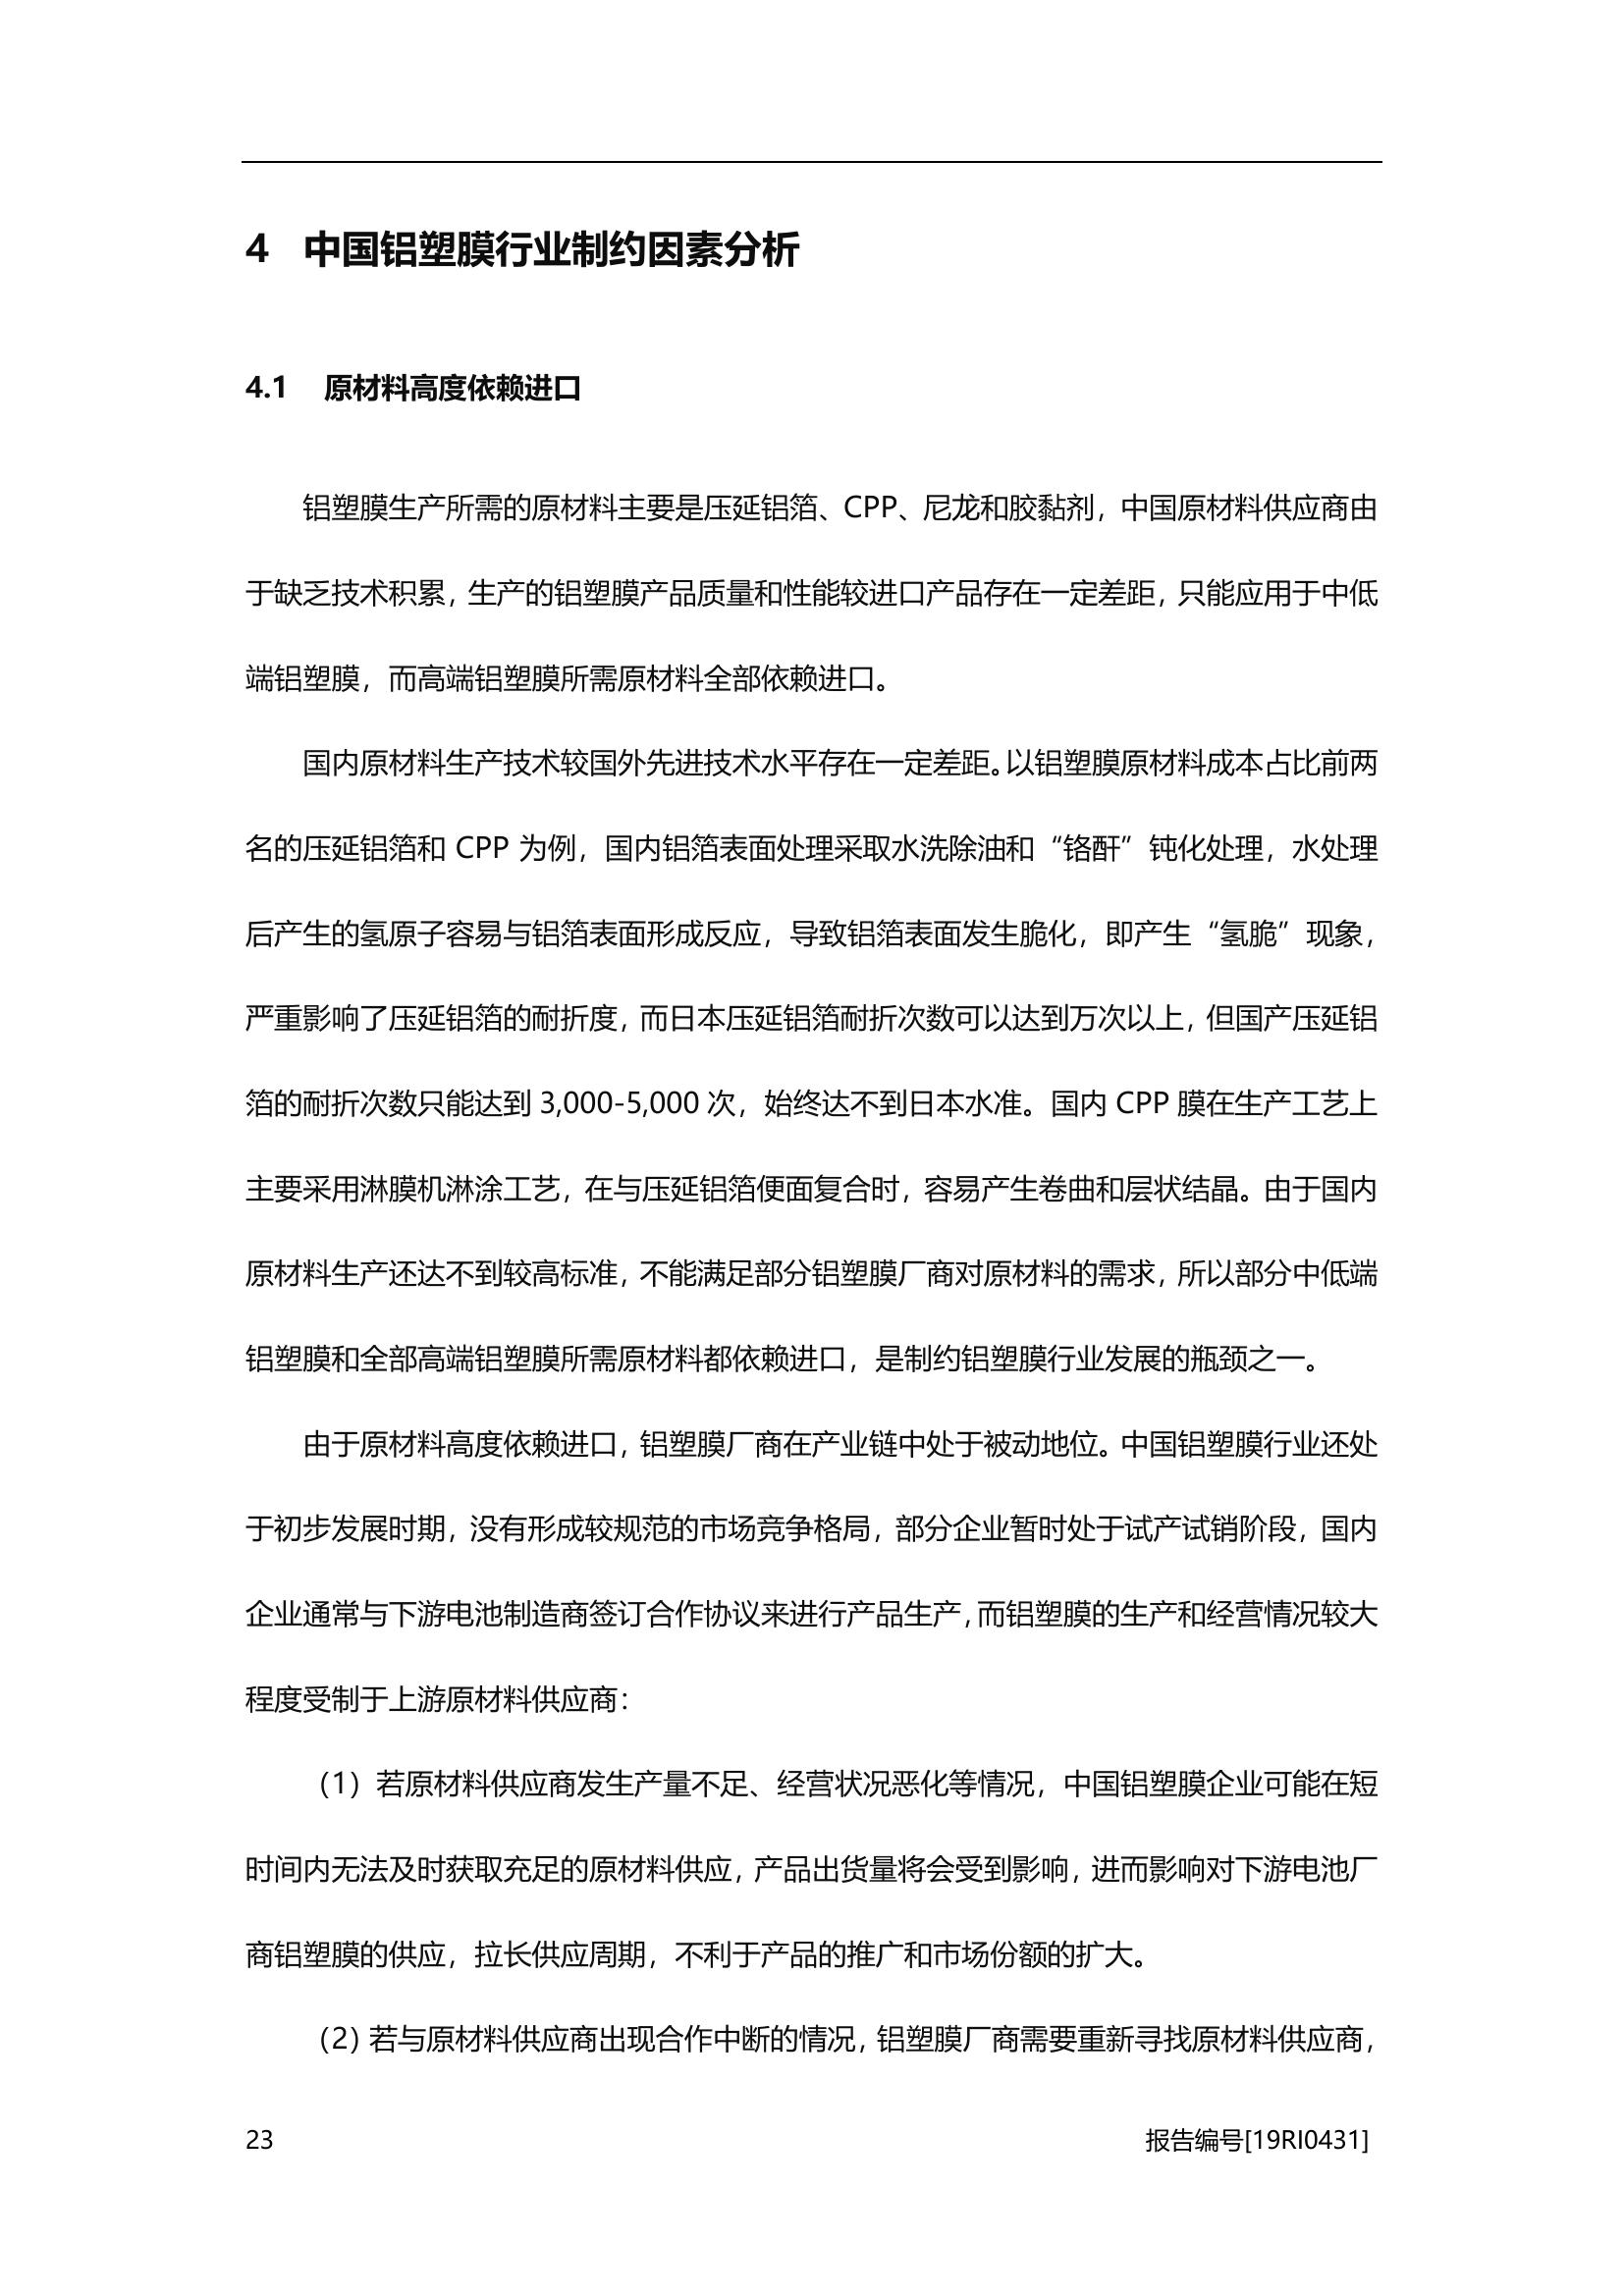 4 中国铝塑膜行业制约因素分析
4.1 原材料高度依赖进口
铝塑膜生产所需的原材料主要是压延铝箔、CPP、尼龙和胶黏剂，中国原材料供应商由
于缺乏技术积累，生产的铝塑膜产品质量和性能较进口产品存在一定差距，只能应用于中低
端铝塑膜，而高端铝塑膜所需原材料全部依赖进口。
国内原材料生产技术较国外先进技术水平存在一定差距。以铝塑膜原材料成本占比前两
名的压延铝箔和 CPP 为例，国内铝箔表面处理采取水洗除油和“铬酐”钝化处理，水处理
后产生的氢原子容易与铝箔表面形成反应，导致铝箔表面发生脆化，即产生“氢脆”现象，
严重影响了压延铝箔的耐折度，而日本压延铝箔耐折次数可以达到万次以上，但国产压延铝
箔的耐折次数只能达到 3,000-5,000 次，始终达不到日本水准。国内 CPP 膜在生产工艺上
主要采用淋膜机淋涂工艺，在与压延铝箔便面复合时，容易产生卷曲和层状结晶。由于国内
原材料生产还达不到较高标准，不能满足部分铝塑膜厂商对原材料的需求，所以部分中低端
铝塑膜和全部高端铝塑膜所需原材料都依赖进口，是制约铝塑膜行业发展的瓶颈之一。
由于原材料高度依赖进口，铝塑膜厂商在产业链中处于被动地位。中国铝塑膜行业还处
于初步发展时期，没有形成较规范的市场竞争格局，部分企业暂时处于试产试销阶段，国内
企业通常与下游电池制造商签订合作协议来进行产品生产，而铝塑膜的生产和经营情况较大
程度受制于上游原材料供应商：
（1）若原材料供应商发生产量不足、经营状况恶化等情况，中国铝塑膜企业可能在短
时间内无法及时获取充足的原材料供应，产品出货量将会受到影响，进而影响对下游电池厂
商铝塑膜的供应，拉长供应周期，不利于产品的推广和市场份额的扩大。
（2）若与原材料供应商出现合作中断的情况，铝塑膜厂商需要重新寻找原材料供应商，
23 报告编号[19RI0431]